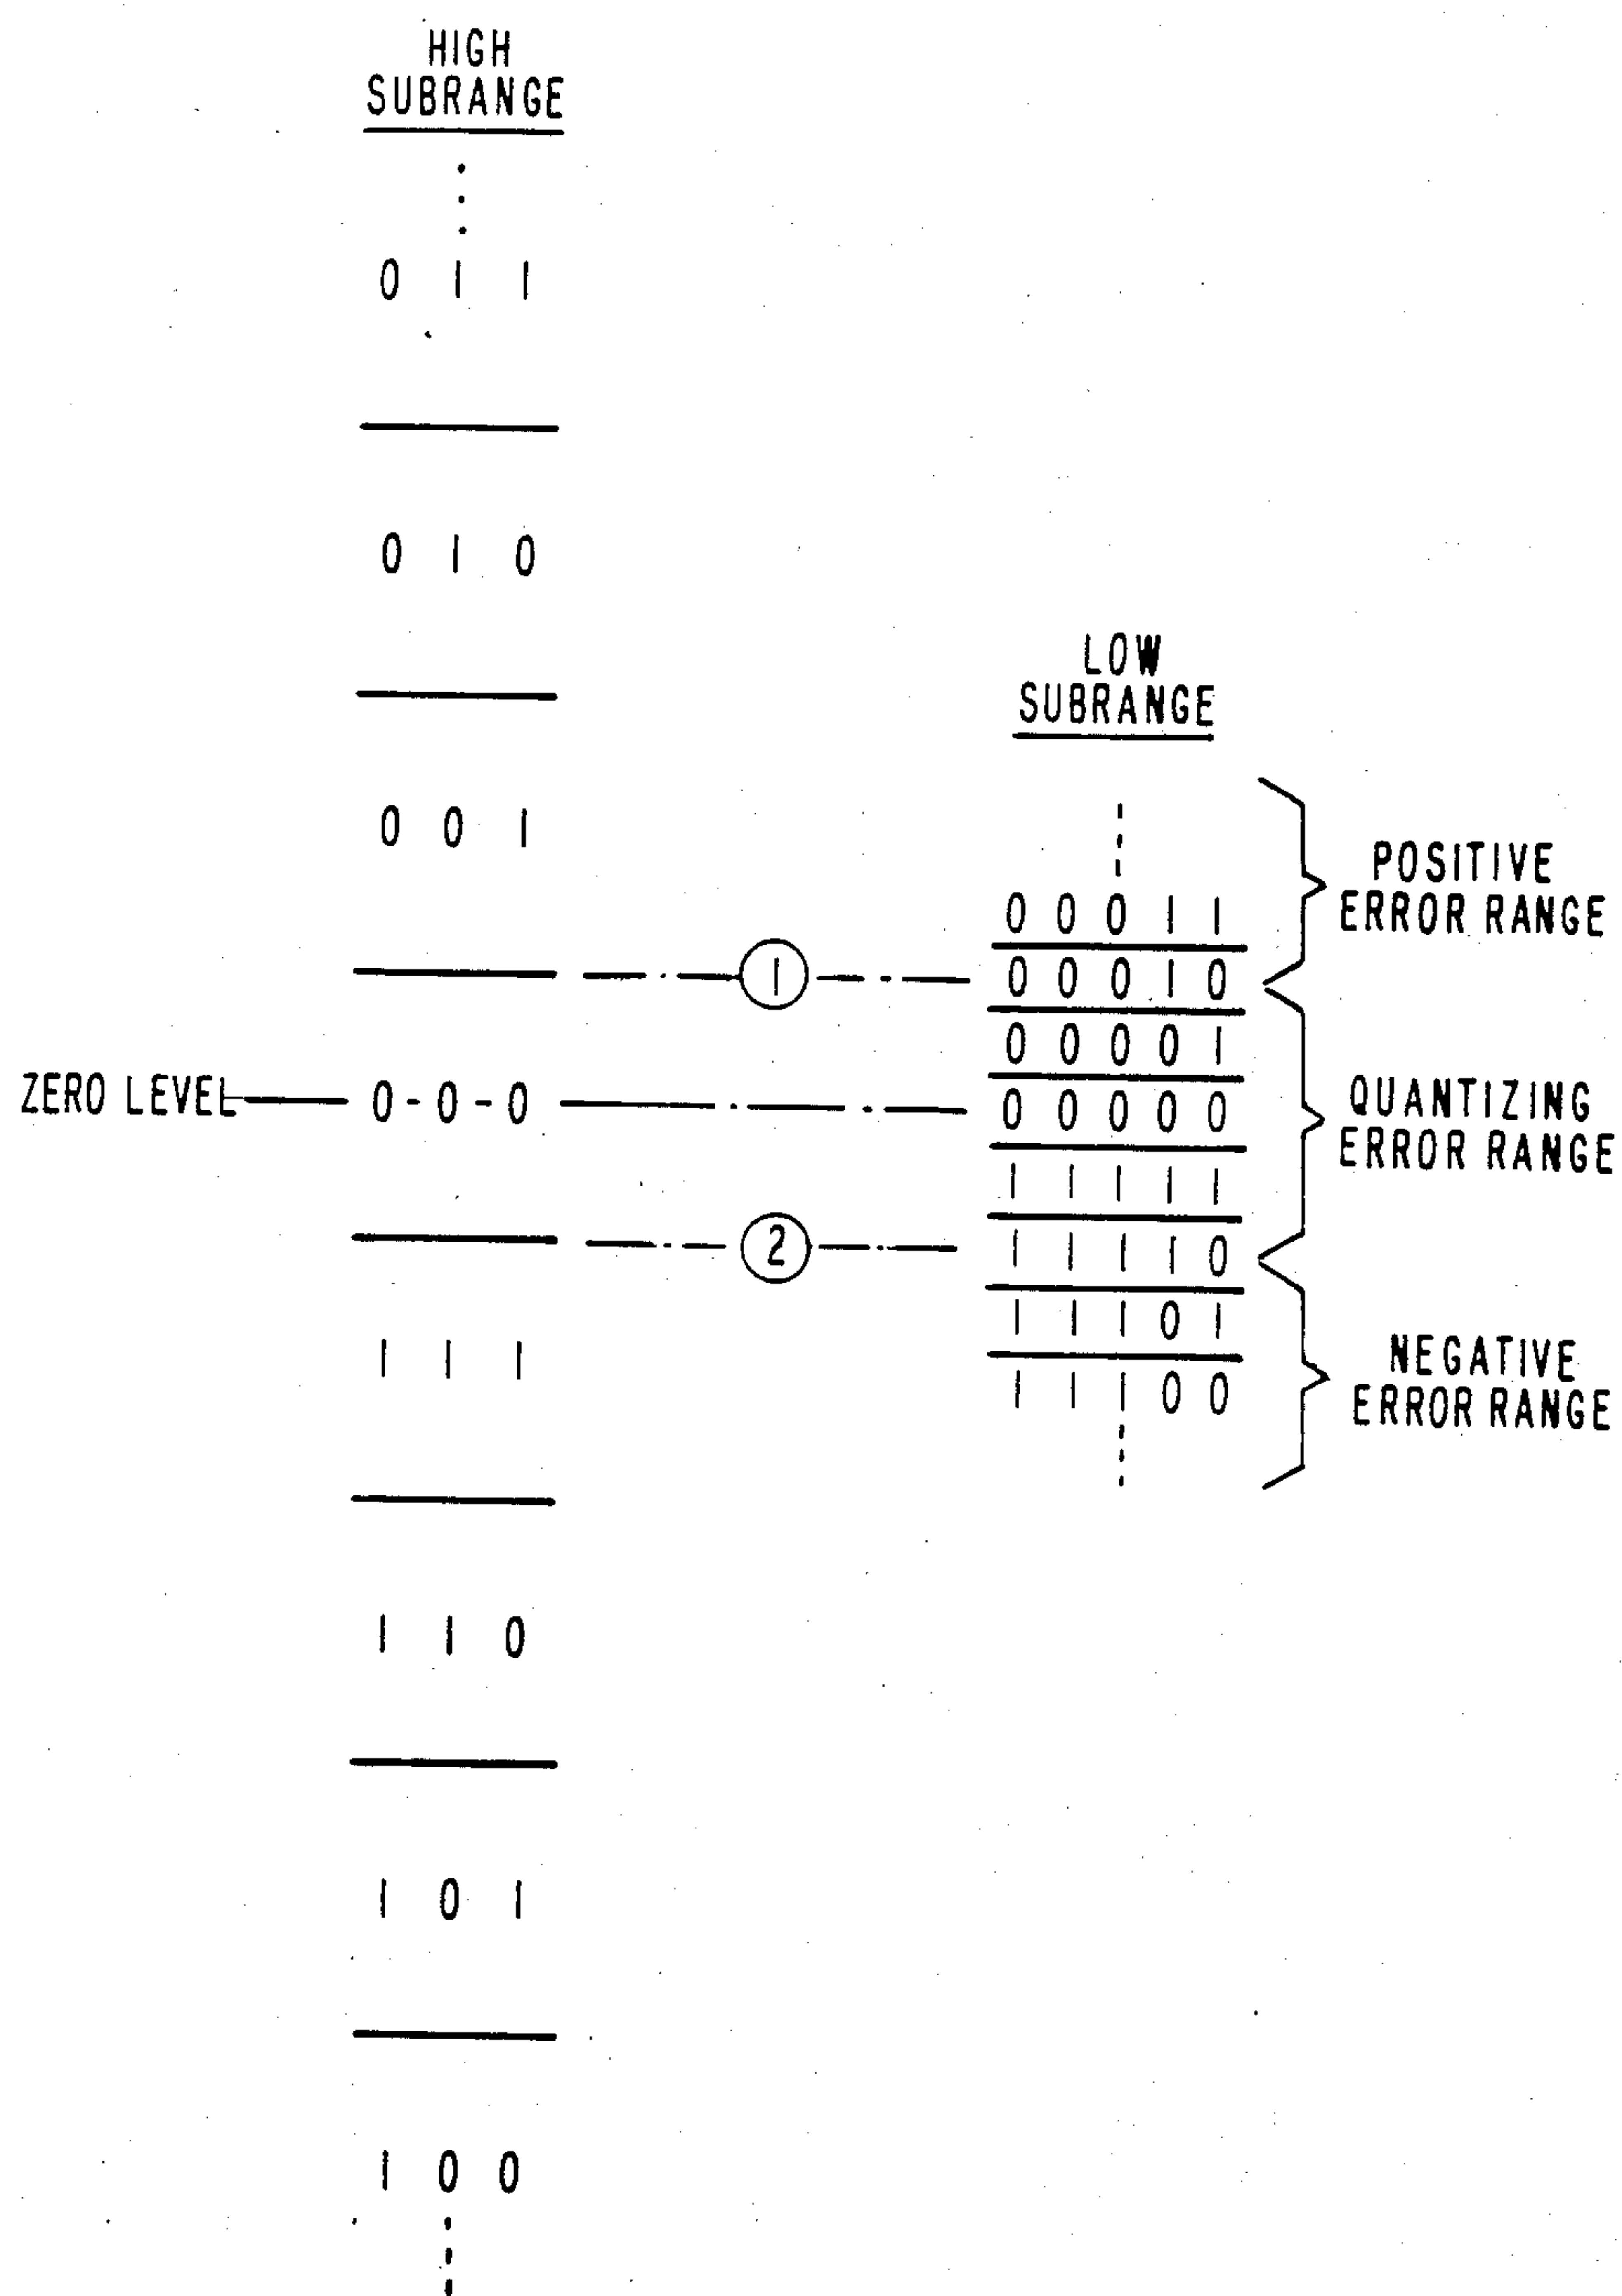 HIGH
SUBRANGE
0 1 1
0 1 0
LOW
SUBRANGE
0 0 1
POSITIVE
ERROR RANGE
0 0 0 1 1
1
0 0 0 1 0
0 0 0 0 1
ZERO LEVEL
0-0-0
0 0 0 0 0
QUANTIZING
ERROR RANGE
1 1 1 1 1
2
1 1 1 1 0
1 1 1 0 1
1 1 1
NEGATIVE
ERROR RANGE
1 1 1 0 0
1 1 0
1 0 1
1 0 0